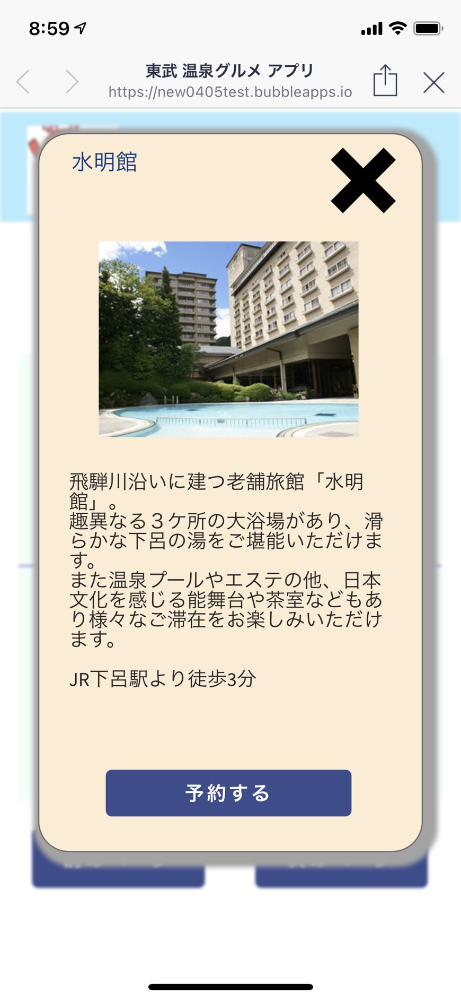 8:59
東武 温泉グルメ アプリ
https://new0405test.bubbleapps.io
水明館
飛騨川沿いに建つ老舗旅館「水明
館」。
趣異なる３ケ所の大浴場があり、滑
らかな下呂の湯をご堪能いただけま
す。
また温泉プールやエステの他、日本
文化を感じる能舞台や茶室などもあ
り様々なご滞在をお楽しみいただけ
ます。
JR下呂駅より徒歩3分
予約する